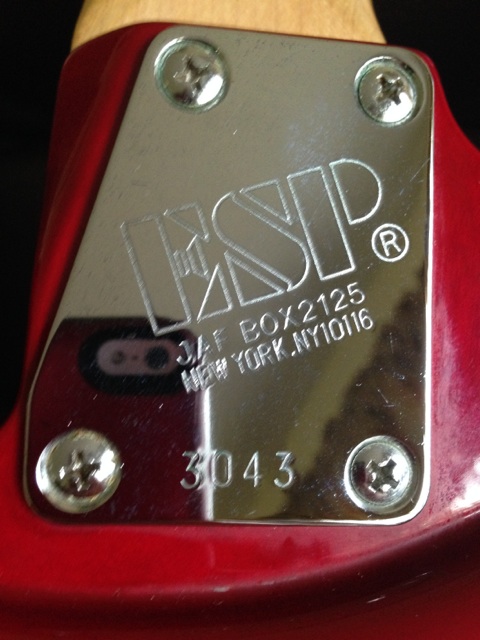 ESP®
JAF BOX2125
NEW YORK.NY10116
3043